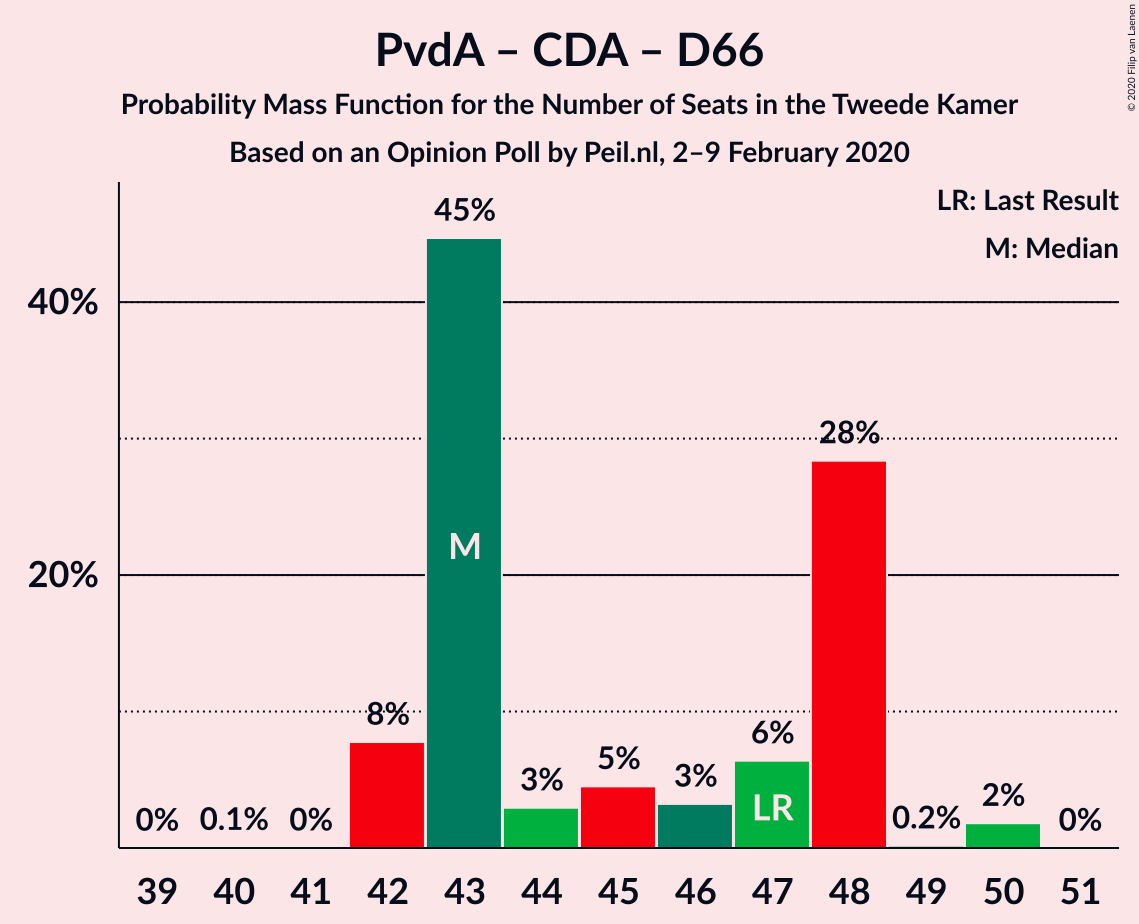 PvdA – CDA – D66
Probability Mass Function for the Number of Seats in the Tweede Kamer
Based on an Opinion Poll by Peil.nl, 2–9 February 2020
© 2020 Filip van Laenen
LR: Last Result
M: Median
40%
20%
0%
0.1%
0%
8%
45%
3%
5%
3%
6%
28%
0.2%
2%
0%
M
LR
39 40 41 42 43 44 45 46 47 48 49 50 51